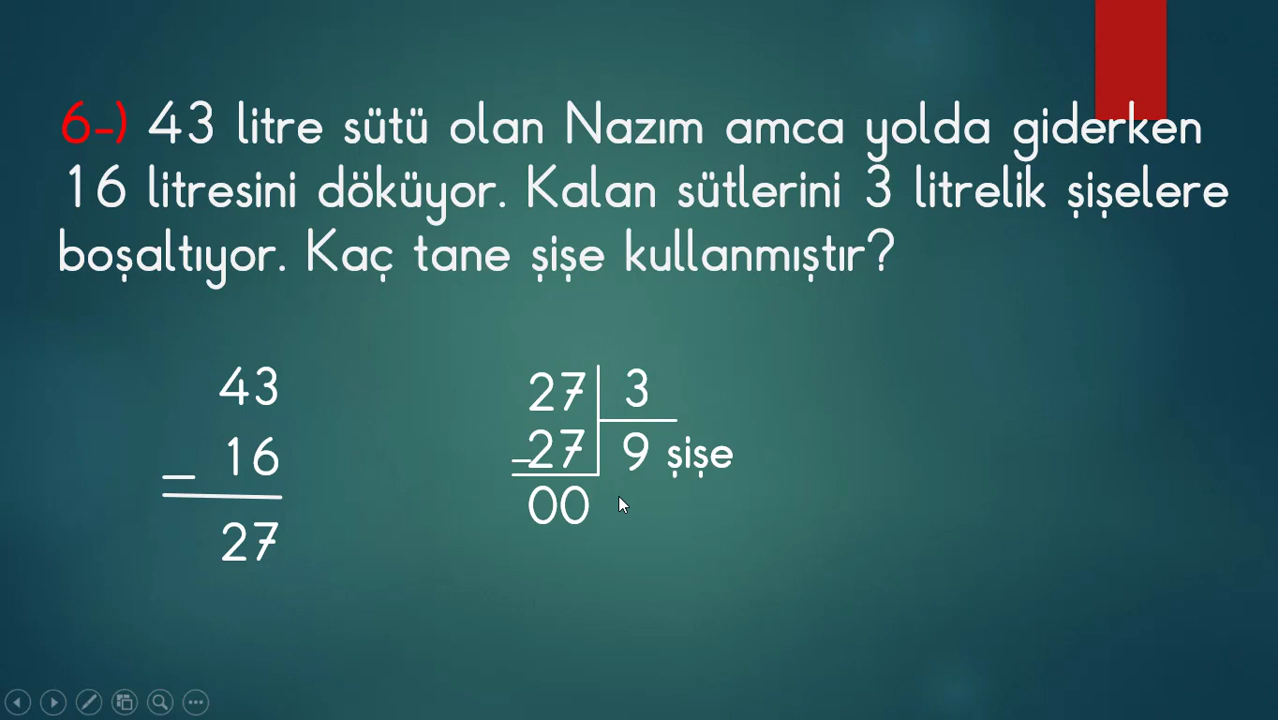 6-) 43 litre sütü olan Nazım amca yolda giderken
16 litresini döküyor. Kalan sütlerini 3 litrelik şişelere
boşaltıyor. Kaç tane şişe kullanmıştır?
43
_ 16
27
27 3
_27 9 şişe
00